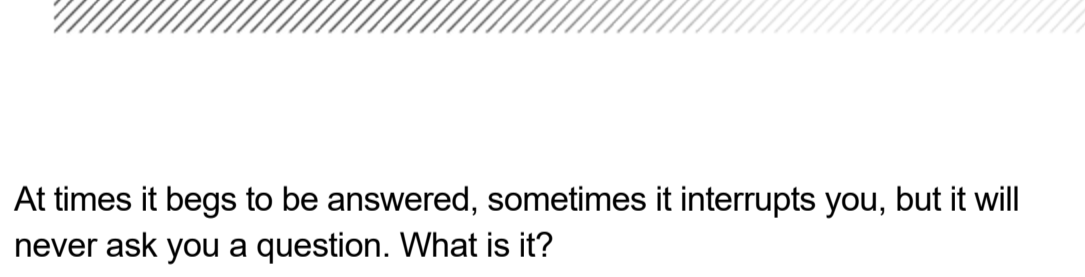 At times it begs to be answered, sometimes it interrupts you, but it will
never ask you a question. What is it?